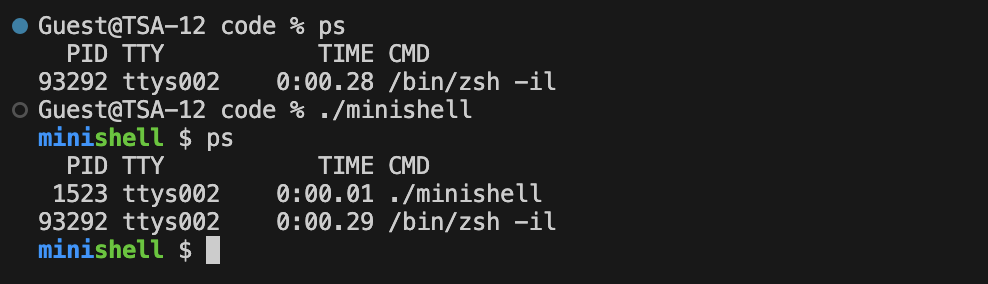 Guest@TSA-12 code % ps
  PID TTY           TIME CMD
93292 ttys002    0:00.28 /bin/zsh -il
Guest@TSA-12 code % ./minishell
minishell $ ps
  PID TTY           TIME CMD
 1523 ttys002    0:00.01 ./minishell
93292 ttys002    0:00.29 /bin/zsh -il
minishell $